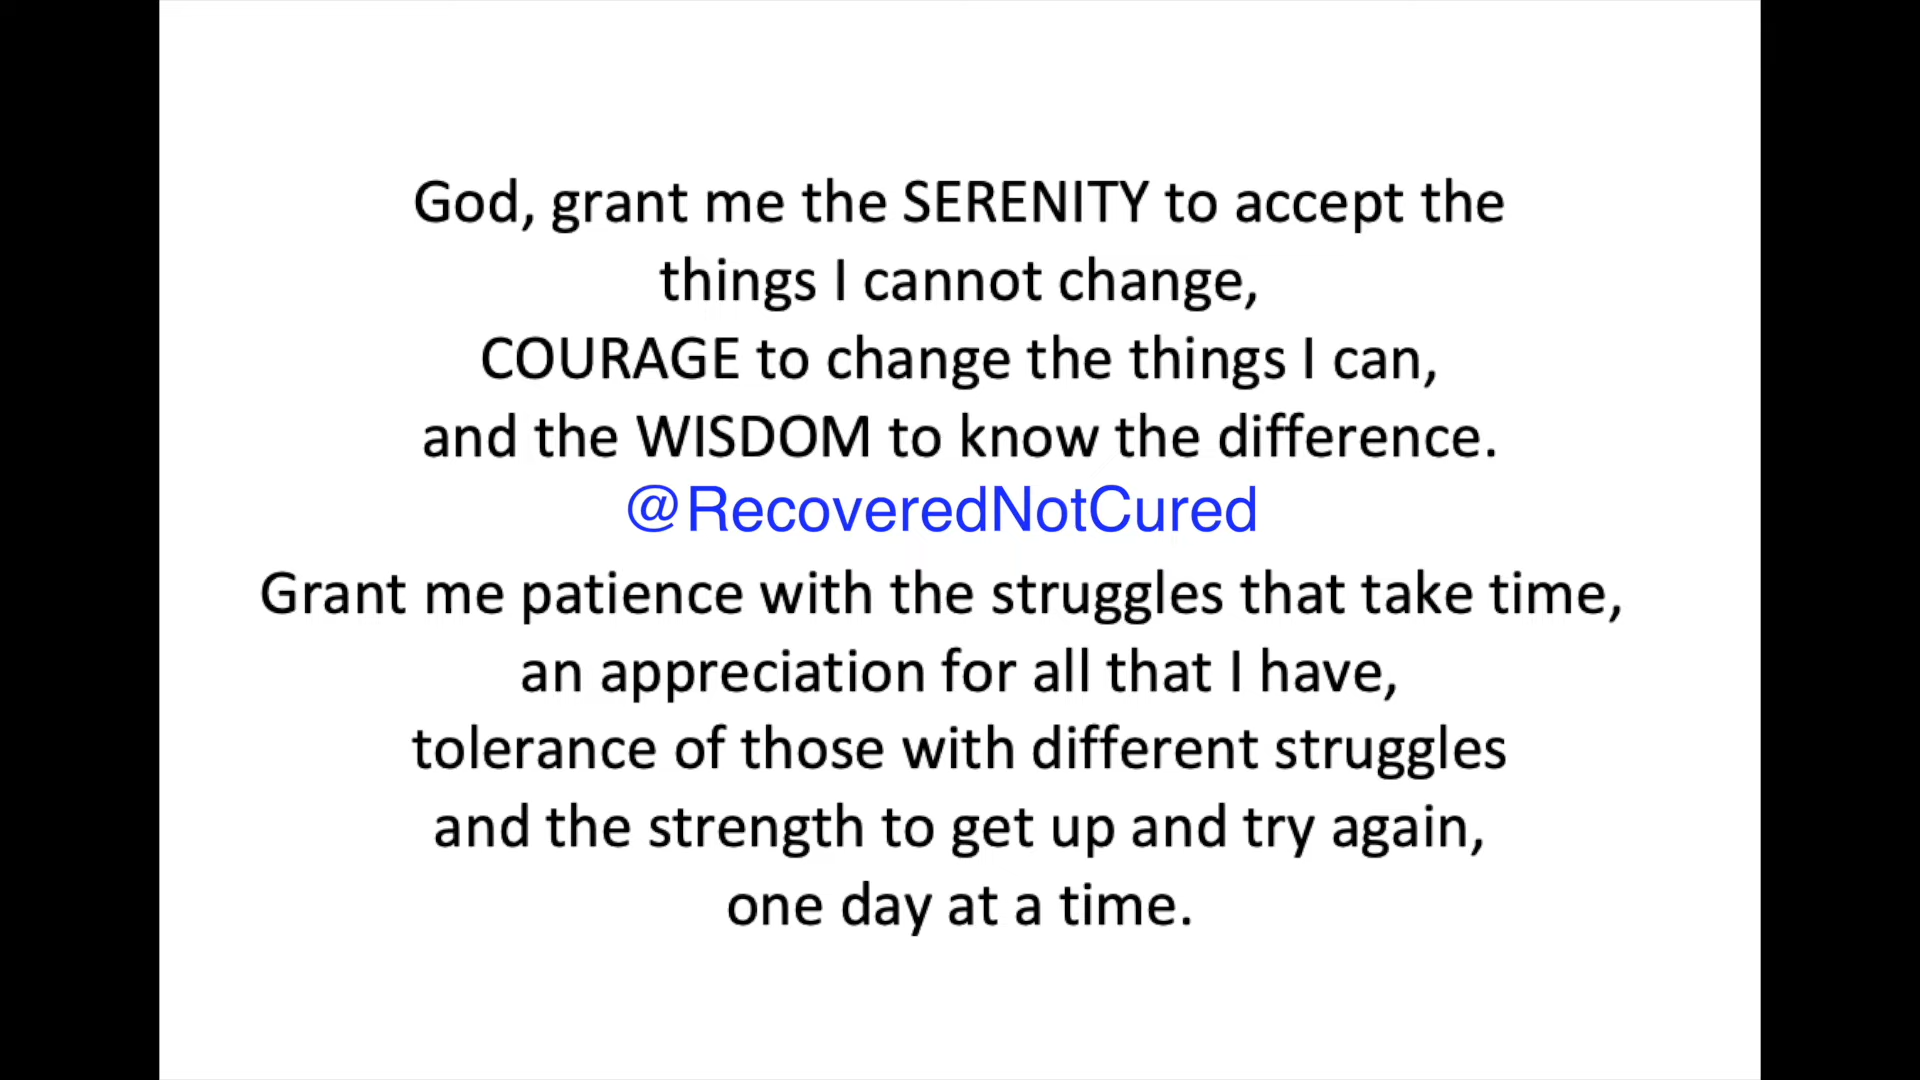 God, grant me the SERENITY to accept the
things I cannot change,
COURAGE to change the things I can,
and the WISDOM to know the difference.
@RecoveredNotCured
Grant me patience with the struggles that take time,
an appreciation for all that I have,
tolerance of those with different struggles
and the strength to get up and try again,
one day at a time.